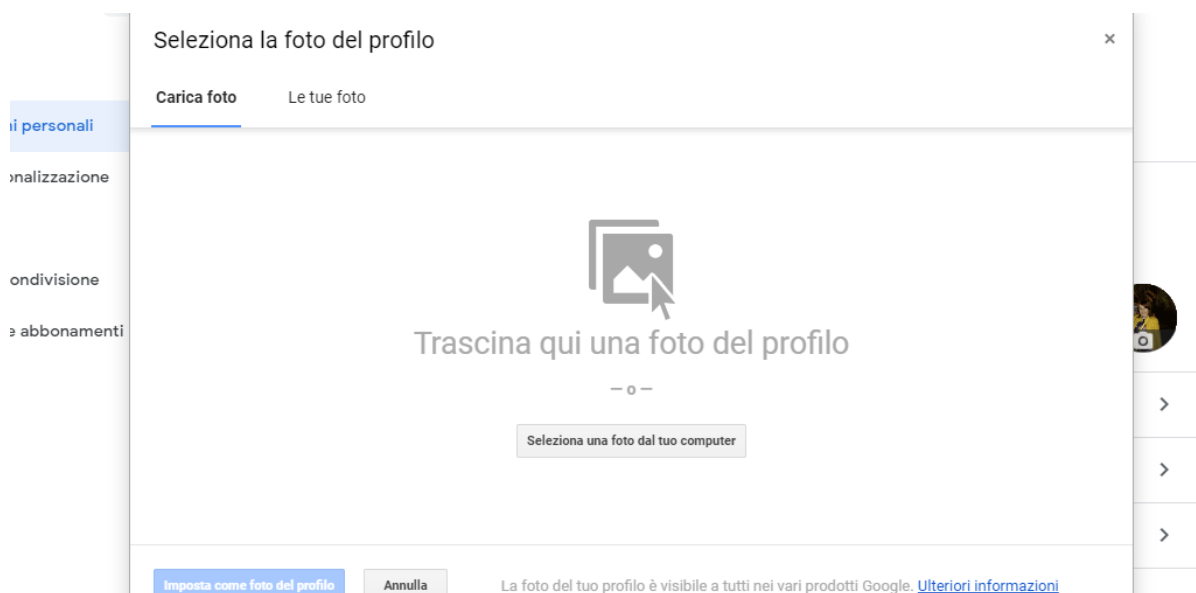 Seleziona la foto del profilo
×
Carica foto
Le tue foto
ni personali
onalizzazione
ondivisione
e abbonamenti
Trascina qui una foto del profilo
— o —
Seleziona una foto dal tuo computer
Imposta come foto del profilo
Annulla
La foto del tuo profilo è visibile a tutti nei vari prodotti Google. Ulteriori informazioni